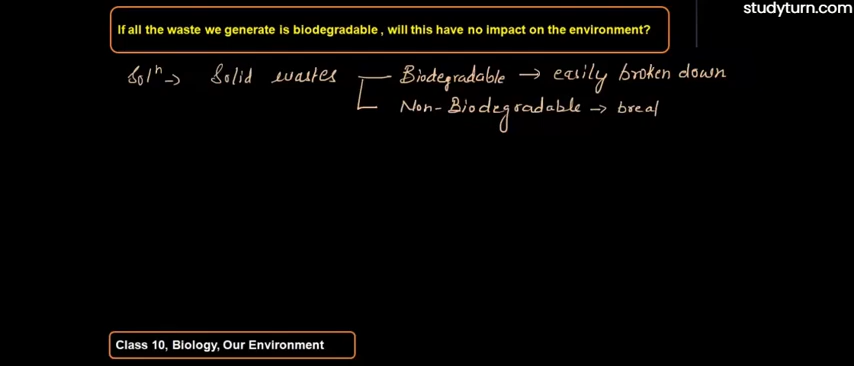 studyturn.com
If all the waste we generate is biodegradable , will this have no impact on the environment?
Solⁿ → Solid wastes Biodegradable → easily broken down
Non-Biodegradable → break
Class 10, Biology, Our Environment